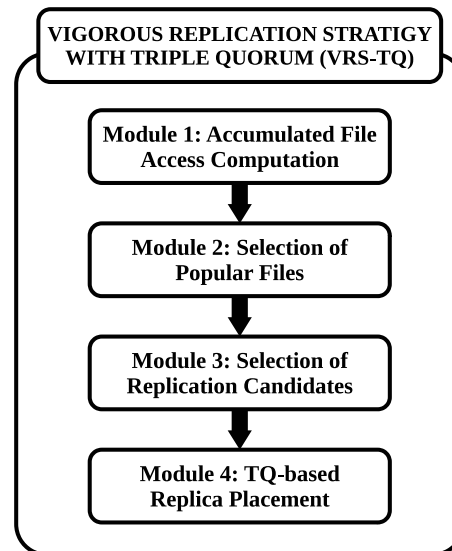 VIGOROUS REPLICATION STRATIGY
WITH TRIPLE QUORUM (VRS-TQ)
Module 1: Accumulated File
Access Computation
Module 2: Selection of
Popular Files
Module 3: Selection of
Replication Candidates
Module 4: TQ-based
Replica Placement